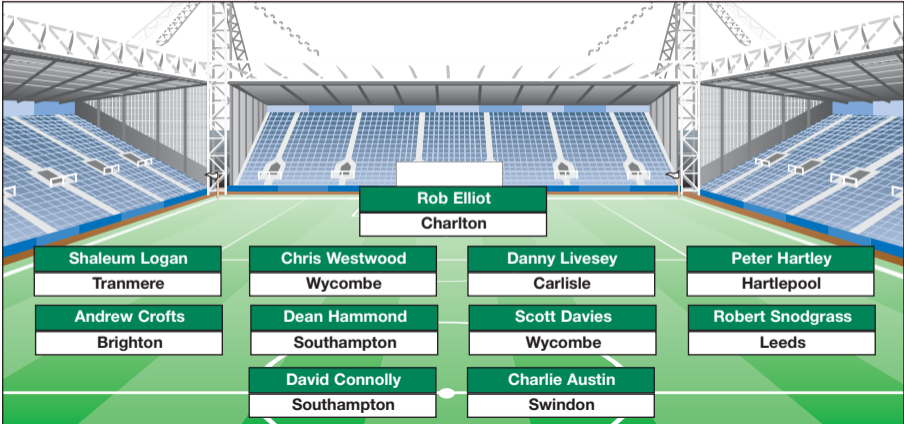 Rob Elliot
Charlton
Shaleum Logan
Tranmere
Chris Westwood
Wycombe
Danny Livesey
Carlisle
Peter Hartley
Hartlepool
Andrew Crofts
Brighton
Dean Hammond
Southampton
Scott Davies
Wycombe
Robert Snodgrass
Leeds
David Connolly
Southampton
Charlie Austin
Swindon